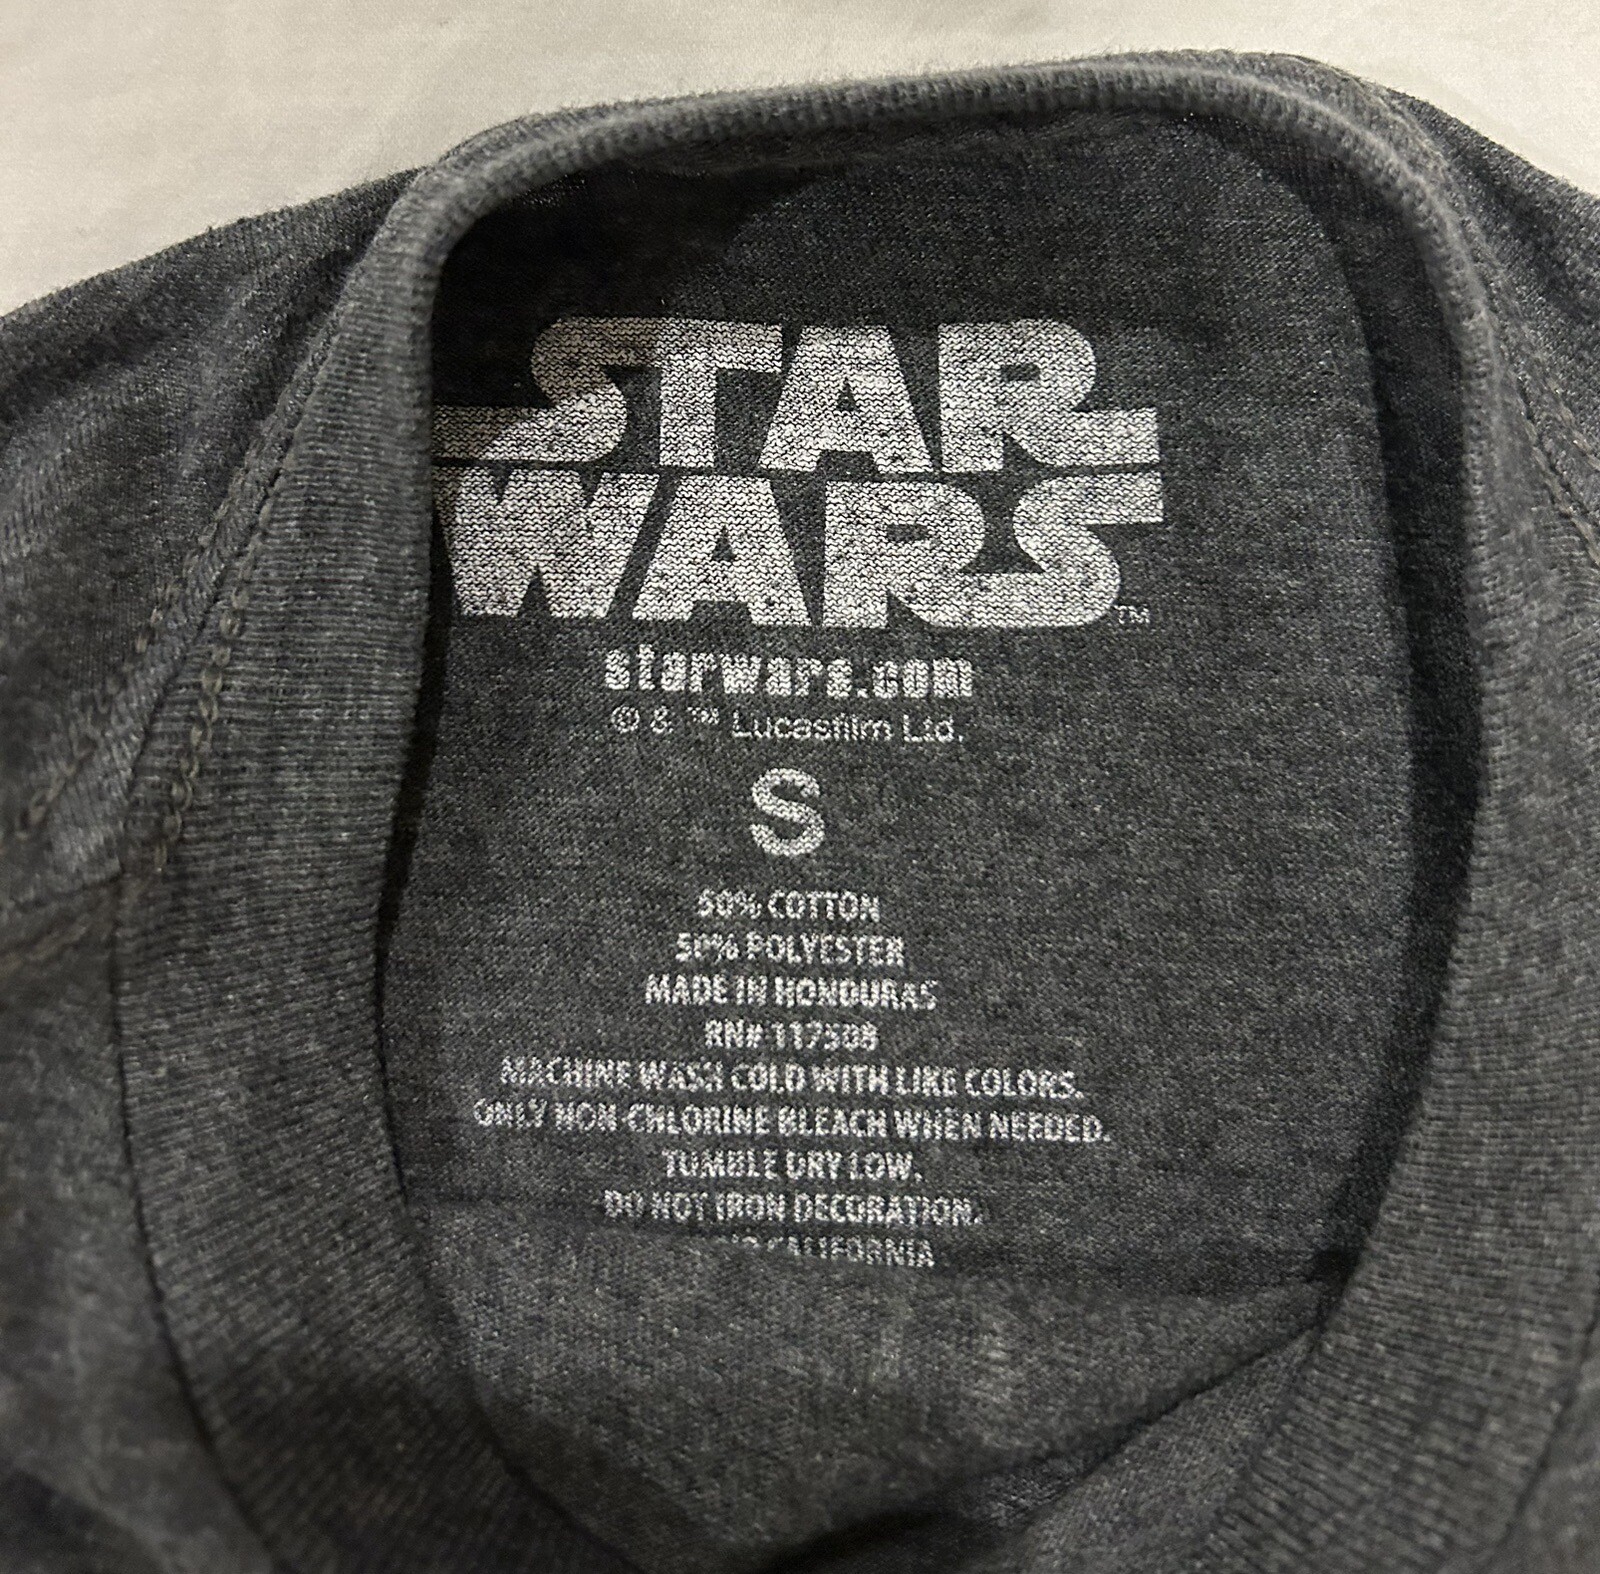 STAR
WARS TM
starwars.com
© & ™ Lucasfilm Ltd.
S
50% COTTON
50% POLYESTER
MADE IN HONDURAS
RN# 117508
MACHINE WASH COLD WITH LIKE COLORS.
ONLY NON-CHLORINE BLEACH WHEN NEEDED.
TUMBLE DRY LOW.
DO NOT IRON DECORATION.
CALIFORNIA